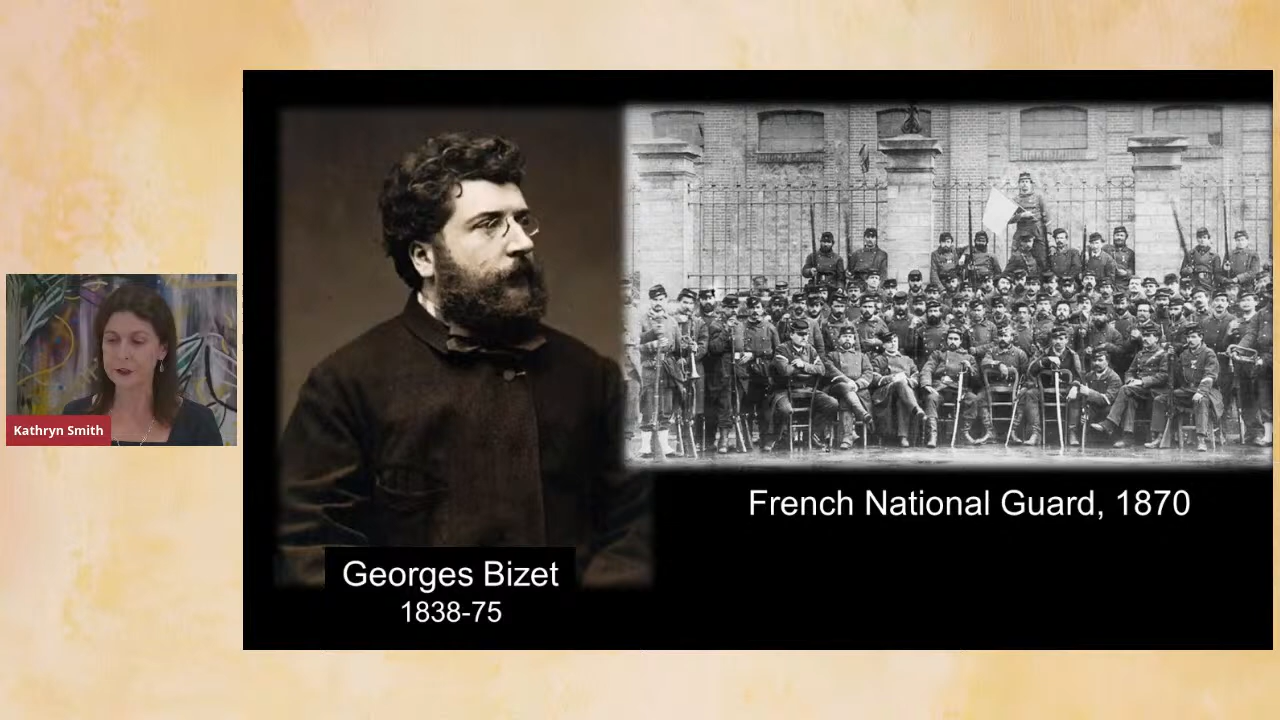 Kathryn Smith
Georges Bizet
1838-75
French National Guard, 1870